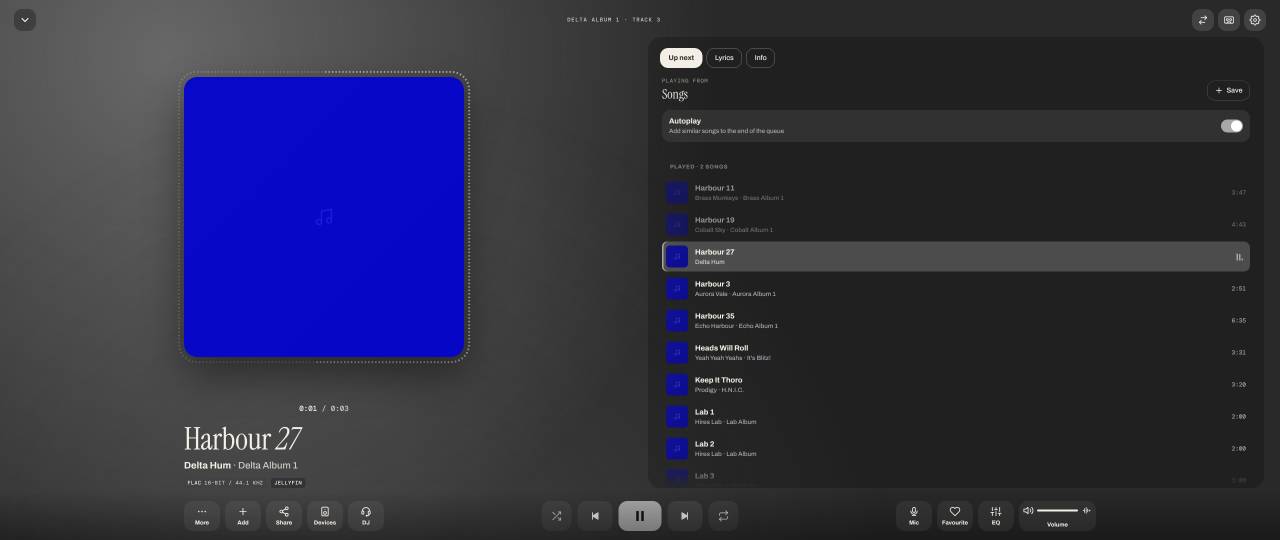 DELTA ALBUM 1 · TRACK 3
Up next
Lyrics
Info
PLAYING FROM
Songs
Save
Autoplay
Add similar songs to the end of the queue
PLAYED · 2 SONGS
Harbour 11
Brass Monkeys · Brass Album 1
3:47
Harbour 19
Cobalt Sky · Cobalt Album 1
4:43
Harbour 27
Delta Hum
Harbour 3
Aurora Vale · Aurora Album 1
2:51
Harbour 35
Echo Harbour · Echo Album 1
6:35
Heads Will Roll
Yeah Yeah Yeahs · It's Blitz!
3:31
Keep It Thoro
Prodigy · H.N.I.C.
3:20
Lab 1
Hires Lab · Lab Album
2:00
Lab 2
Hires Lab · Lab Album
2:00
Lab 3
0:01 / 0:03
Harbour 27
Delta Hum · Delta Album 1
FLAC 16-BIT / 44.1 KHZ
JELLYFIN
More
Add
Share
Devices
DJ
Mic
Favourite
EQ
Volume